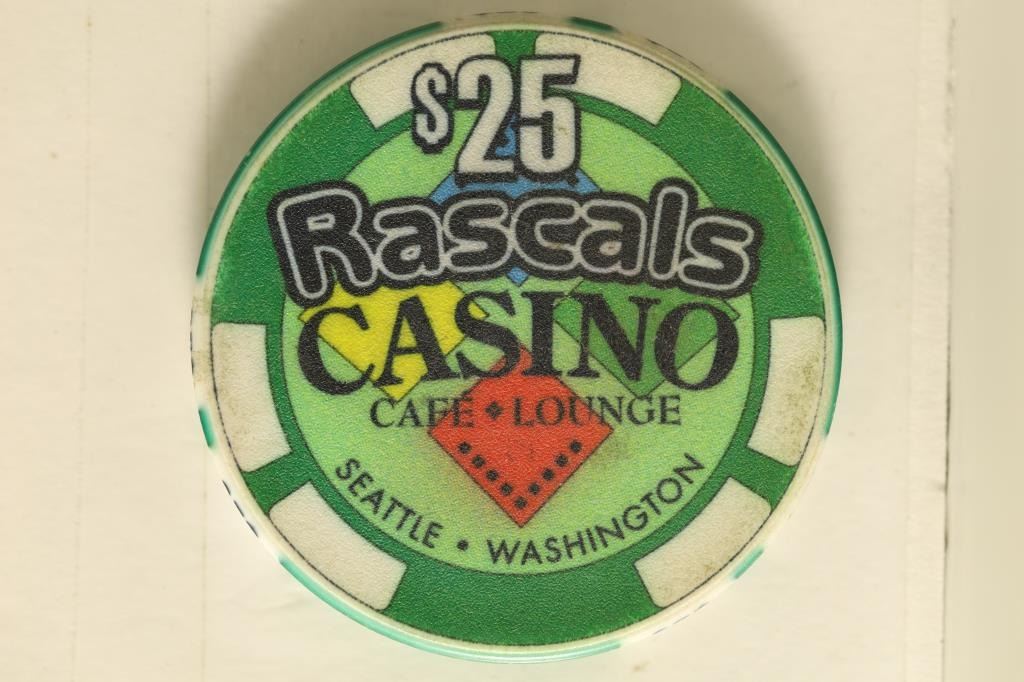 $25
Rascals
CASINO
CAFE ◆ LOUNGE
SEATTLE • WASHINGTON